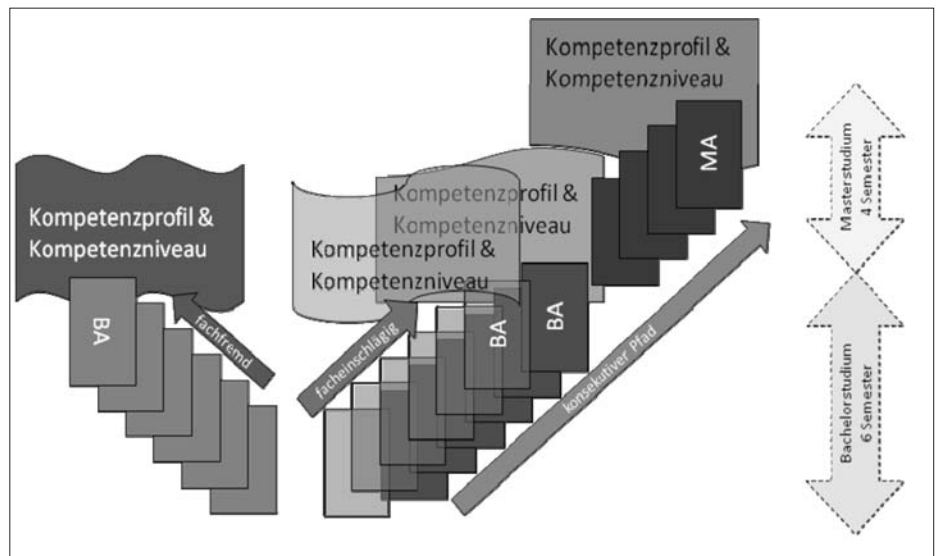 Kompetenzprofil &
Kompetenzniveau
MA
Kompetenzprofil &
Kompetenzniveau
BA
fachfremd
Kompetenzprofil &
Kompetenzniveau
Kompetenzprofil &
Kompetenzniveau
BA
BA
facheinschlägig
konsekutiver Pfad
Masterstudium
4 Semester
Bachelorstudium
6 Semester